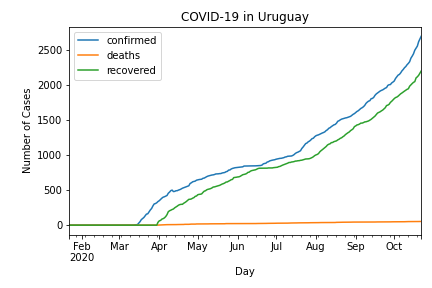 COVID-19 in Uruguay
confirmed
deaths
recovered
Number of Cases
2500
2000
1500
1000
500
0
Feb Mar Apr May Jun Jul Aug Sep Oct
2020
Day